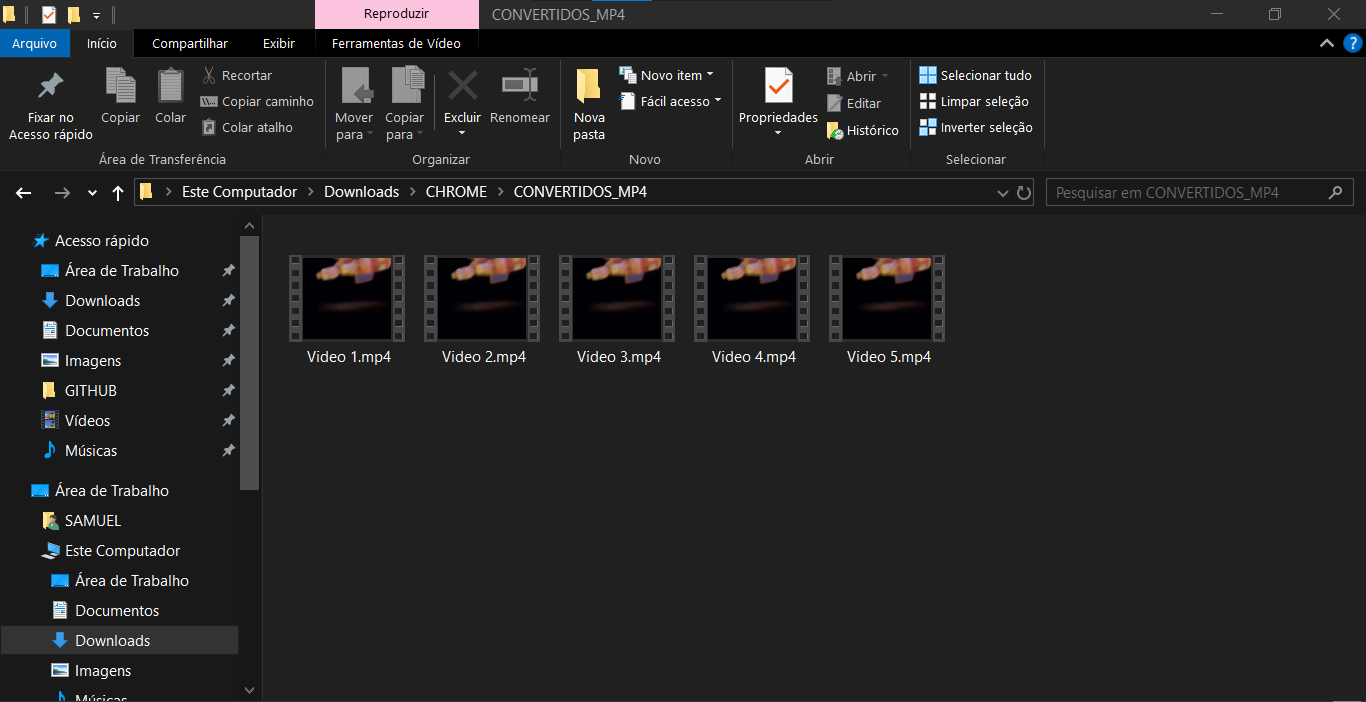 Reproduzir
CONVERTIDOS_MP4
Arquivo
Início
Compartilhar
Exibir
Ferramentas de Vídeo
Fixar no
Acesso rápido
Copiar
Colar
Recortar
Copiar caminho
Colar atalho
Área de Transferência
Mover
para
Copiar
para
Excluir
Renomear
Organizar
Nova
pasta
Novo item
Fácil acesso
Novo
Propriedades
Abrir
Editar
Histórico
Abrir
Selecionar tudo
Limpar seleção
Inverter seleção
Selecionar
Este Computador
Downloads
CHROME
CONVERTIDOS_MP4
Pesquisar em CONVERTIDOS_MP4
Acesso rápido
Área de Trabalho
Downloads
Documentos
Imagens
GITHUB
Vídeos
Músicas
Área de Trabalho
SAMUEL
Este Computador
Área de Trabalho
Documentos
Downloads
Imagens
Músicas
Video 1.mp4
Video 2.mp4
Video 3.mp4
Video 4.mp4
Video 5.mp4